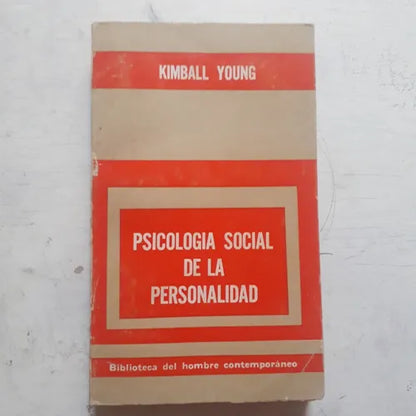 KIMBALL YOUNG
PSICOLOGIA SOCIAL
DE LA
PERSONALIDAD
Biblioteca del hombre contemporáneo